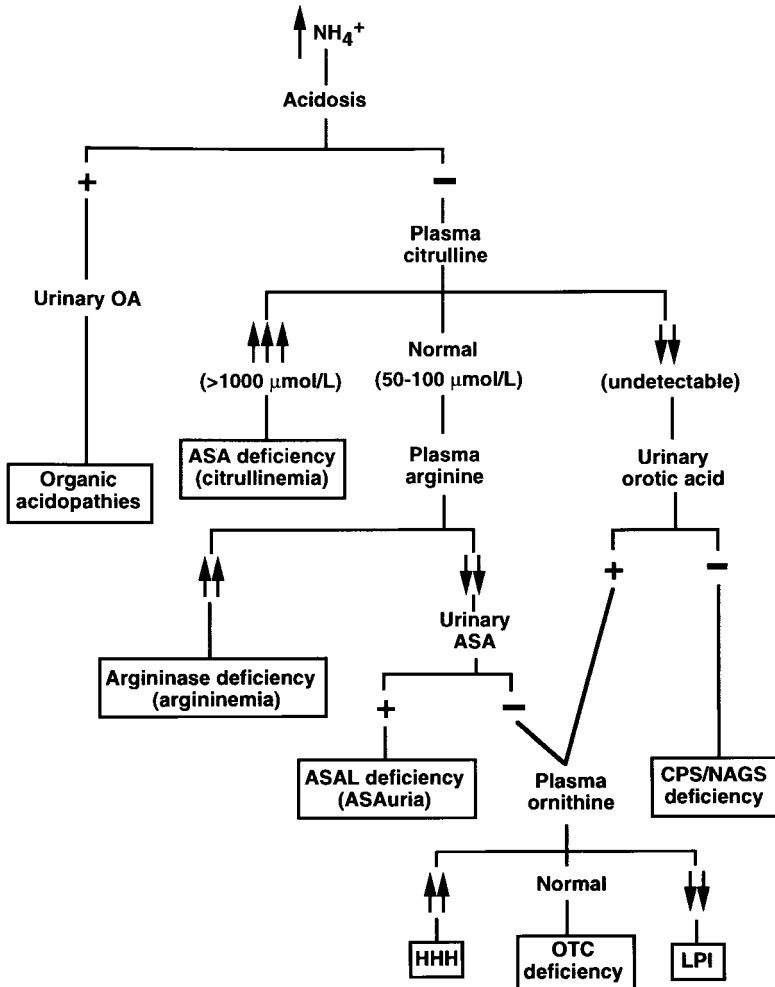 NH4+
Acidosis
+
−
Plasma
citrulline
Urinary OA
(>1000 μmol/L)
Normal
(50-100 μmol/L)
(undetectable)
Organic
acidopathies
ASA deficiency
(citrullinemia)
Plasma
arginine
Urinary
orotic acid
+
−
Urinary
ASA
Argininase deficiency
(argininemia)
+
−
ASAL deficiency
(ASAuria)
Plasma
ornithine
CPS/NAGS
deficiency
Normal
HHH
OTC
deficiency
LPI